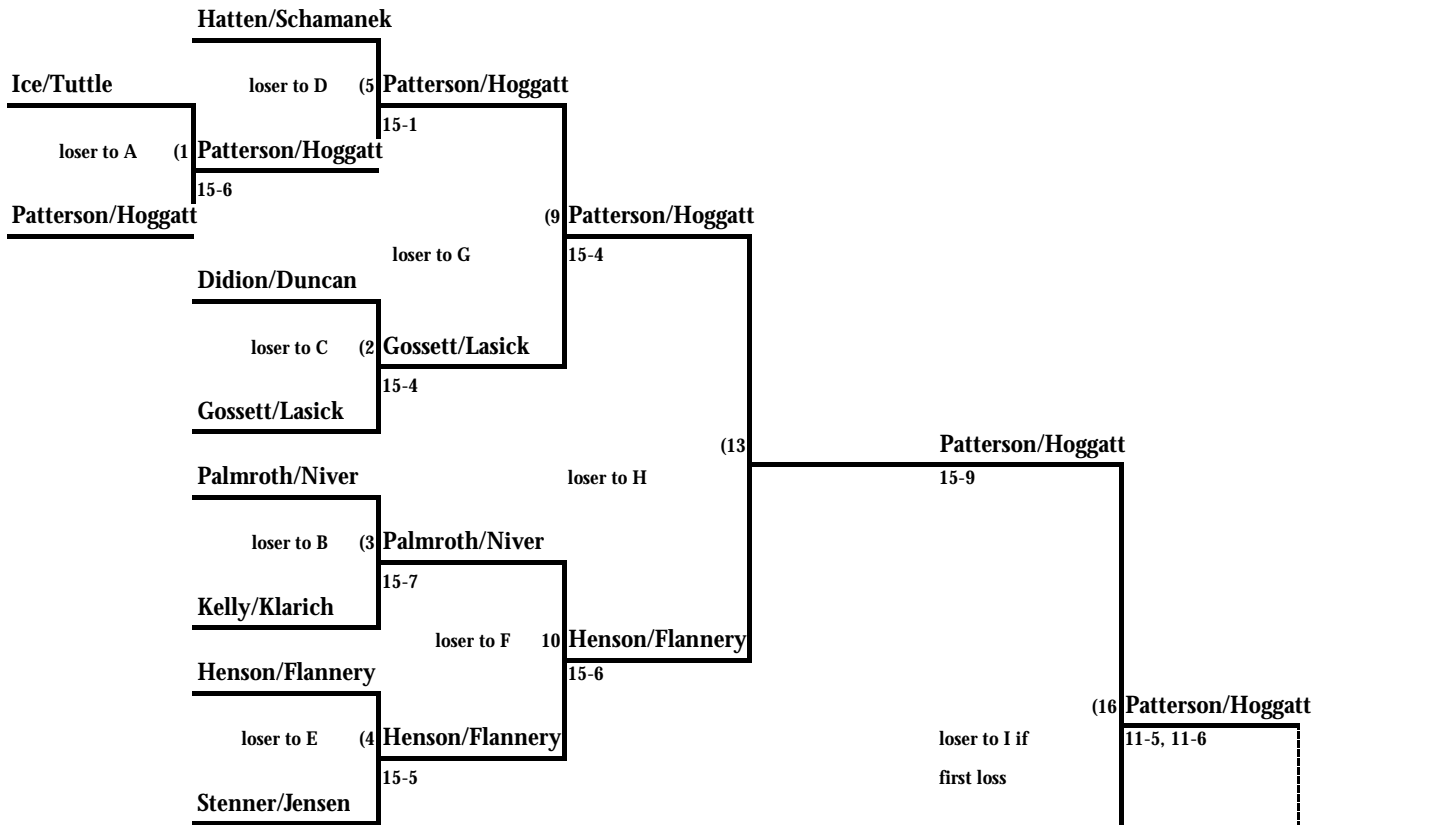 Hatten/Schamanek
Ice/Tuttle
loser to D (5 Patterson/Hoggatt
15-1
loser to A (1 Patterson/Hoggatt
15-6
Patterson/Hoggatt
(9 Patterson/Hoggatt
loser to G
15-4
Didion/Duncan
loser to C (2 Gossett/Lasick
15-4
Gossett/Lasick
(13
Patterson/Hoggatt
15-9
Palmroth/Niver
loser to H
loser to B (3 Palmroth/Niver
15-7
Kelly/Klarich
loser to F 10 Henson/Flannery
15-6
Henson/Flannery
(16 Patterson/Hoggatt
11-5, 11-6
loser to E (4 Henson/Flannery
15-5
loser to I if
first loss
Stenner/Jensen